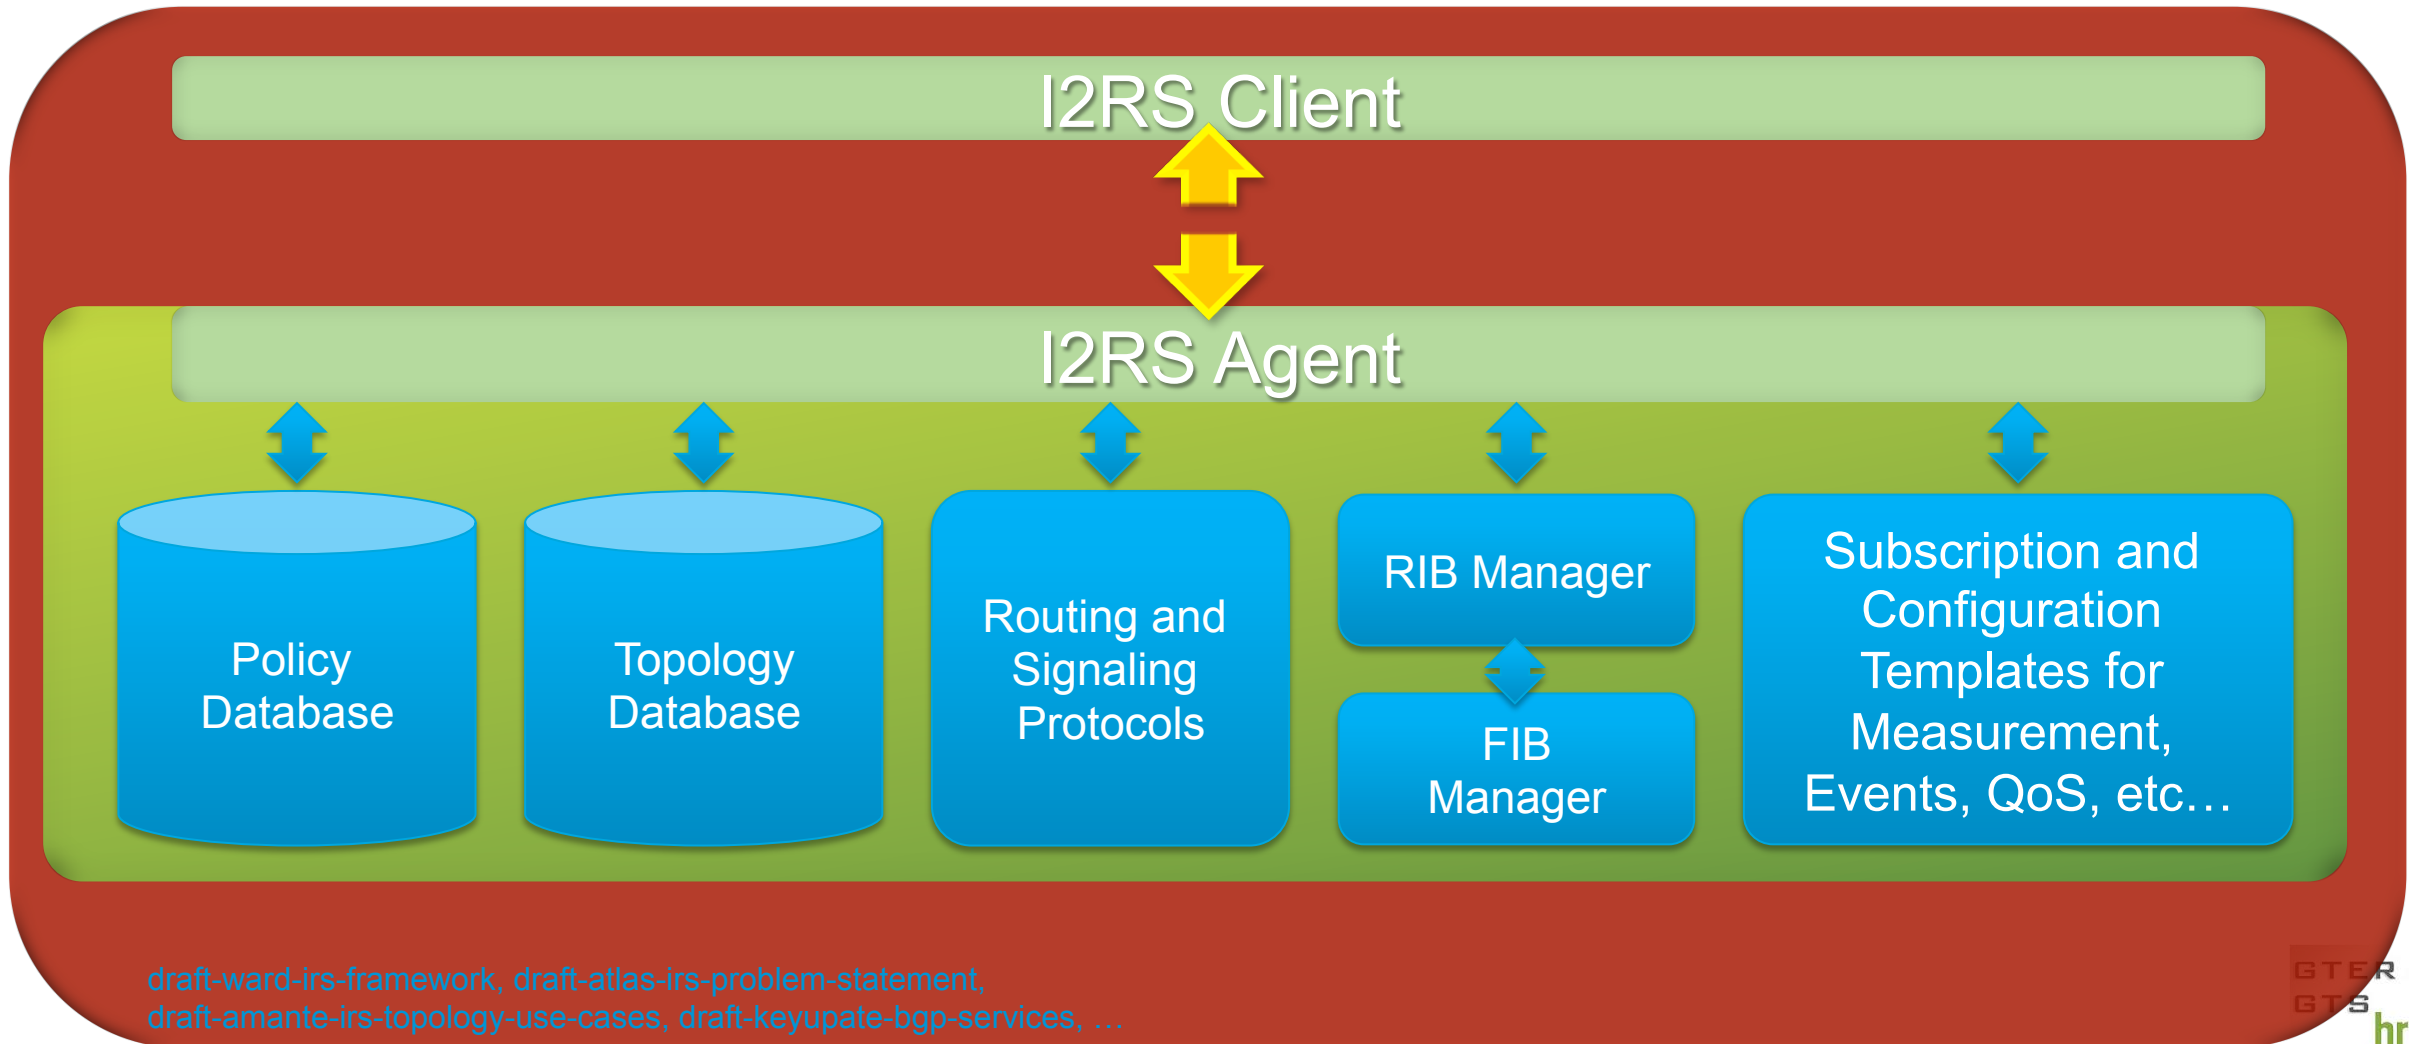 I2RS Client
I2RS Agent
Policy
Database
Topology
Database
Routing and
Signaling
Protocols
RIB Manager
FIB
Manager
Subscription and
Configuration
Templates for
Measurement,
Events, QoS, etc…
draft-ward-irs-framework, draft-atlas-irs-problem-statement,
draft-amante-irs-topology-use-cases, draft-keyupate-bgp-services, …
GTER
GTS
hr